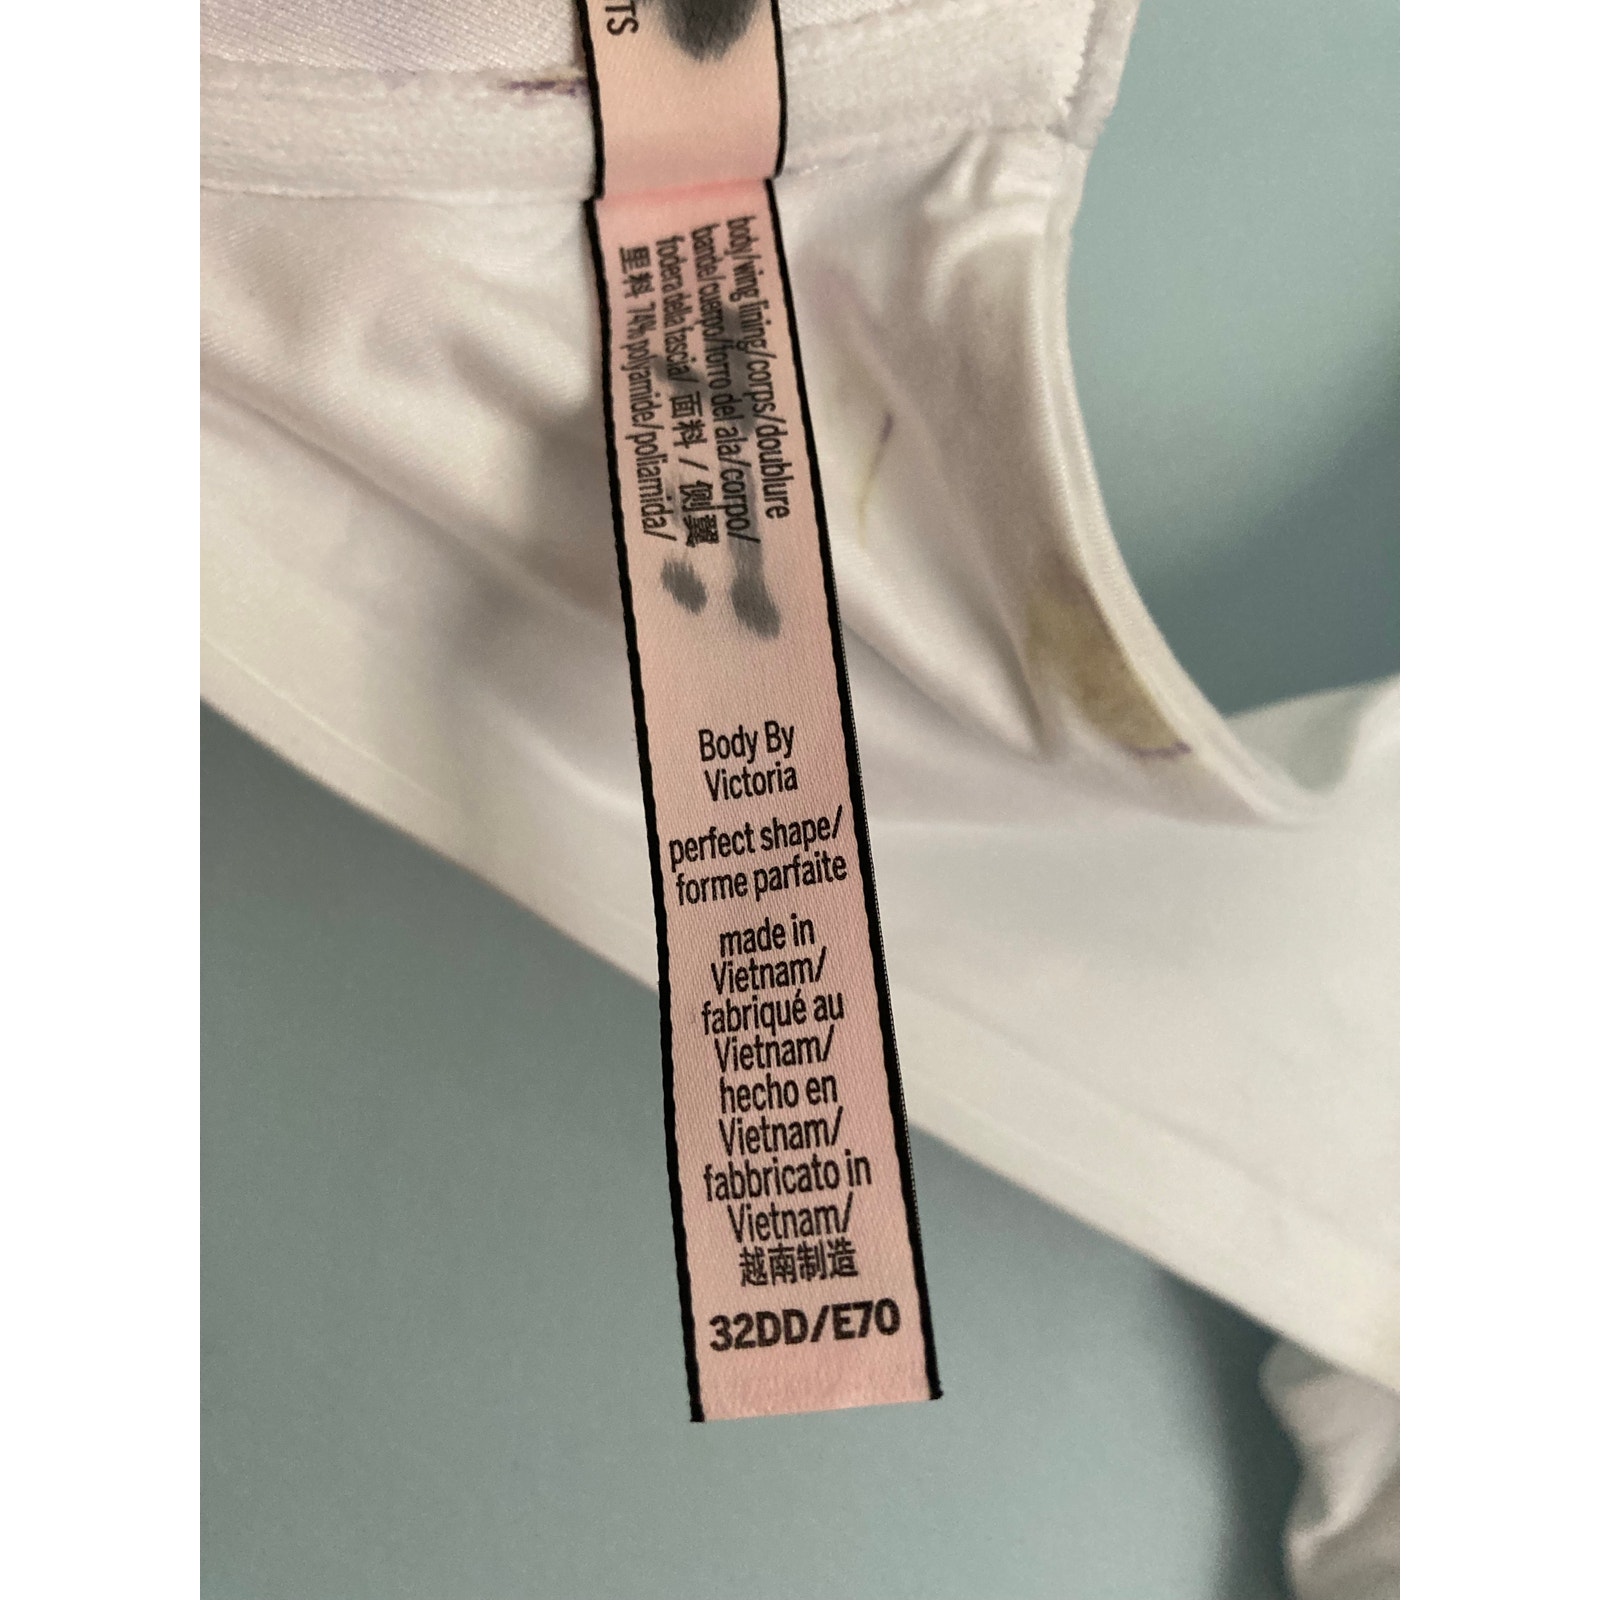 TS
body/wing lining/corps/doublure
bande/cuerpo/forro del ala/corpo/
fodera della fascia/ 面料 / 侧翼
里料 74% polyamide/poliamida/
Body By
Victoria
perfect shape/
forme parfaite
made in
Vietnam/
fabriqué au
Vietnam/
hecho en
Vietnam/
fabbricato in
Vietnam/
越南制造
32DD/E70